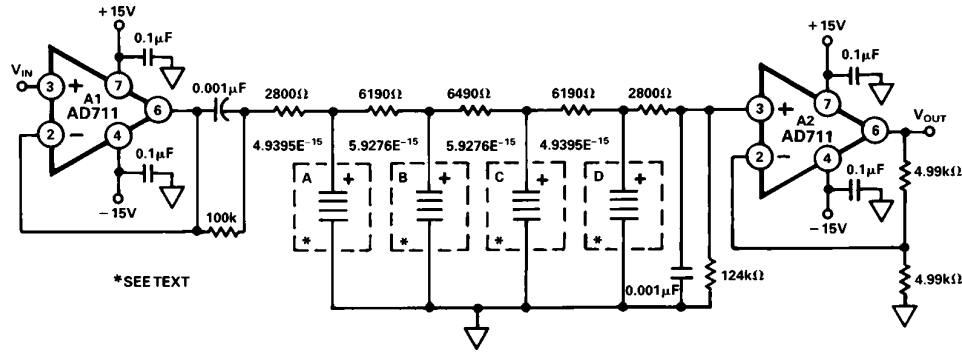 +15V
0.1µF
V_IN
3
+
A1
AD711
7
6
2
−
4
0.1µF
−15V
100k
0.001µF
2800Ω
6190Ω
6490Ω
6190Ω
2800Ω
4.9395E⁻¹⁵
5.9276E⁻¹⁵
5.9276E⁻¹⁵
4.9395E⁻¹⁵
A
+
*
B
+
*
C
+
*
D
+
*
0.001µF
124kΩ
+15V
0.1µF
3
+
A2
AD711
7
6
2
−
4
0.1µF
−15V
V_OUT
4.99kΩ
4.99kΩ
*SEE TEXT